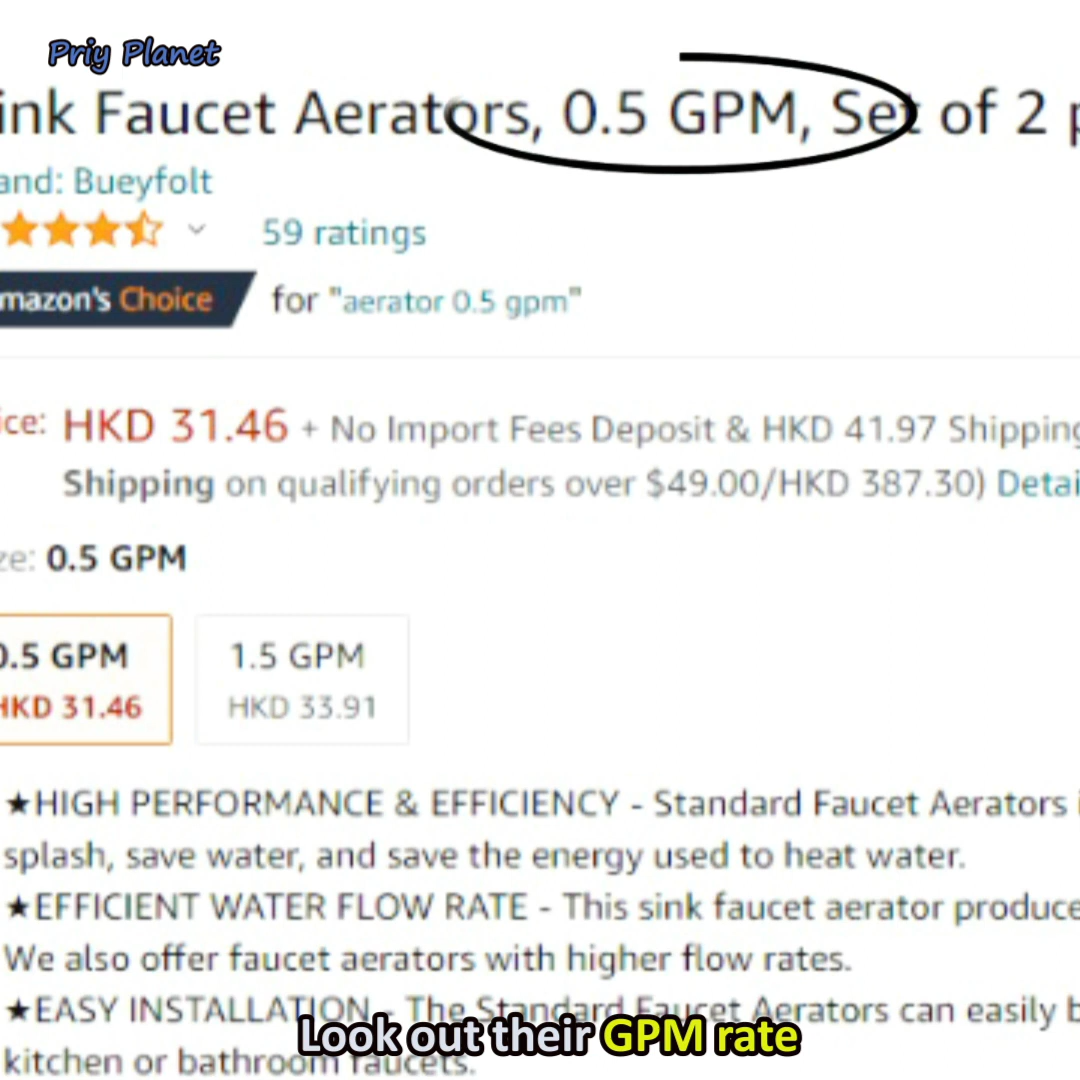 Priy Planet
ink Faucet Aerators, 0.5 GPM, Set of 2 p
and: Bueyfolt
59 ratings
mazon's Choice for "aerator 0.5 gpm"
ice: HKD 31.46 + No Import Fees Deposit & HKD 41.97 Shipping
Shipping on qualifying orders over $49.00/HKD 387.30) Detai
ze: 0.5 GPM
0.5 GPM 1.5 GPM
HKD 31.46 HKD 33.91
★HIGH PERFORMANCE & EFFICIENCY - Standard Faucet Aerators i
splash, save water, and save the energy used to heat water.
★EFFICIENT WATER FLOW RATE - This sink faucet aerator produce
We also offer faucet aerators with higher flow rates.
★EASY INSTALLATION - The Standard Faucet Aerators can easily b
kitchen or bathroom faucets.
Look out their GPM rate